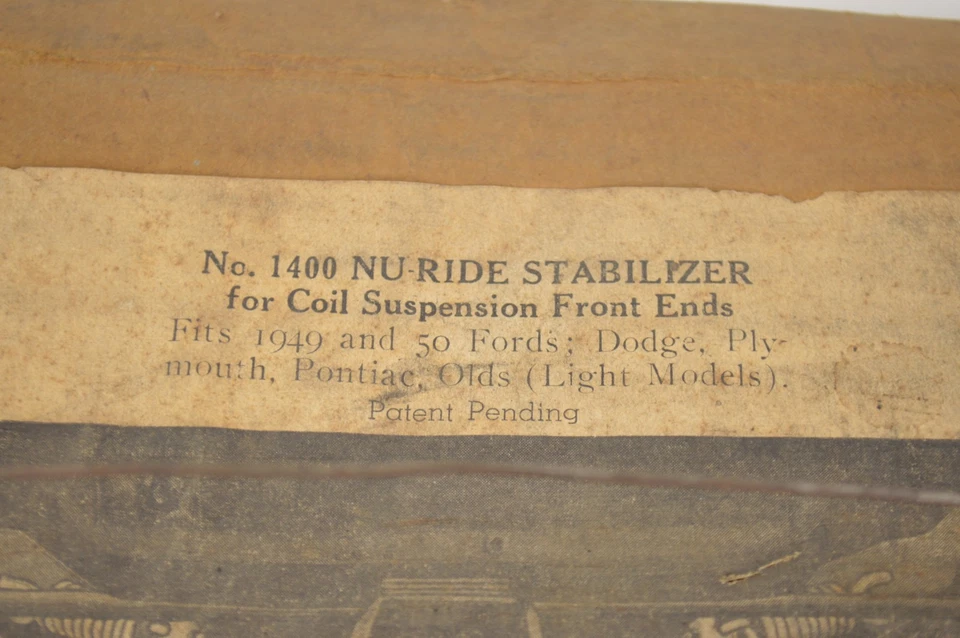 No. 1400 NU-RIDE STABILIZER
for Coil Suspension Front Ends
Fits 1949 and 50 Fords; Dodge, Ply-
mouth, Pontiac, Olds (Light Models).
Patent Pending